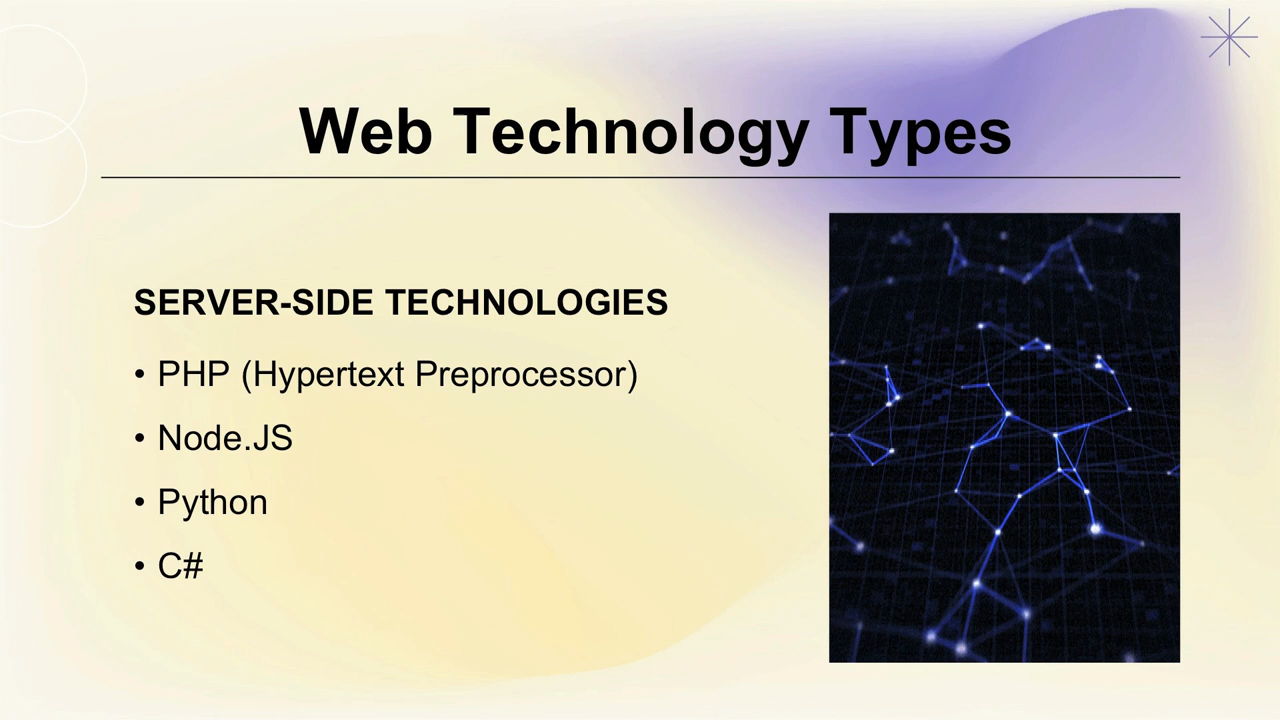 Web Technology Types
SERVER-SIDE TECHNOLOGIES
• PHP (Hypertext Preprocessor)
• Node.JS
• Python
• C#